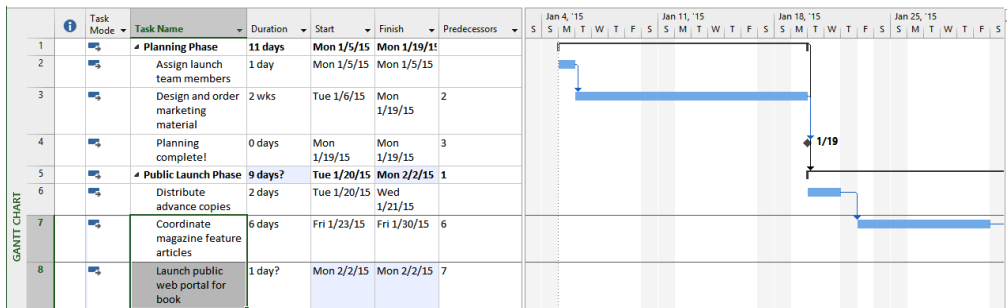 Task Mode Task Name Duration Start Finish Predecessors
Jan 4, '15 Jan 11, '15 Jan 18, '15 Jan 25, '15
S S M T W T F S S M T W T F S S M T W T F S S M T W T F S
1 Planning Phase 11 days Mon 1/5/15 Mon 1/19/15
2 Assign launch team members 1 day Mon 1/5/15 Mon 1/5/15
3 Design and order marketing material 2 wks Tue 1/6/15 Mon 1/19/15 2
4 Planning complete! 0 days Mon 1/19/15 Mon 1/19/15 3
1/19
5 Public Launch Phase 9 days? Tue 1/20/15 Mon 2/2/15 1
6 Distribute advance copies 2 days Tue 1/20/15 Wed 1/21/15
7 Coordinate magazine feature articles 6 days Fri 1/23/15 Fri 1/30/15 6
8 Launch public web portal for book 1 day? Mon 2/2/15 Mon 2/2/15 7
GANTT CHART